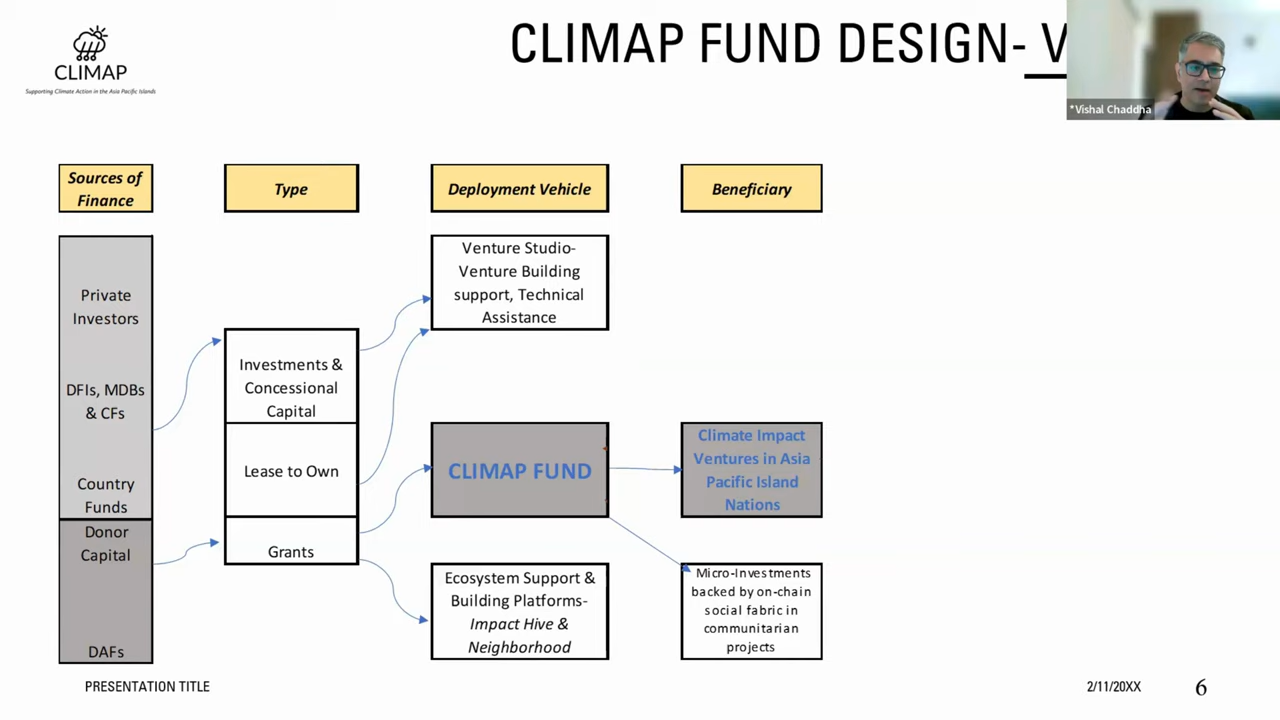 CLIMAP
Supporting Climate Action in the Asia Pacific Islands
CLIMAP FUND DESIGN-
*Vishal Chaddha
Sources of
Finance
Type
Deployment Vehicle
Beneficiary
Private
Investors
DFIs, MDBs
& CFs
Country
Funds
Donor
Capital
DAFs
Investments &
Concessional
Capital
Lease to Own
Grants
Venture Studio-
Venture Building
support, Technical
Assistance
CLIMAP FUND
Ecosystem Support &
Building Platforms-
Impact Hive &
Neighborhood
Climate Impact
Ventures in Asia
Pacific Island
Nations
Micro-Investments
backed by on-chain
social fabric in
communitarian
projects
PRESENTATION TITLE
2/11/20XX
6